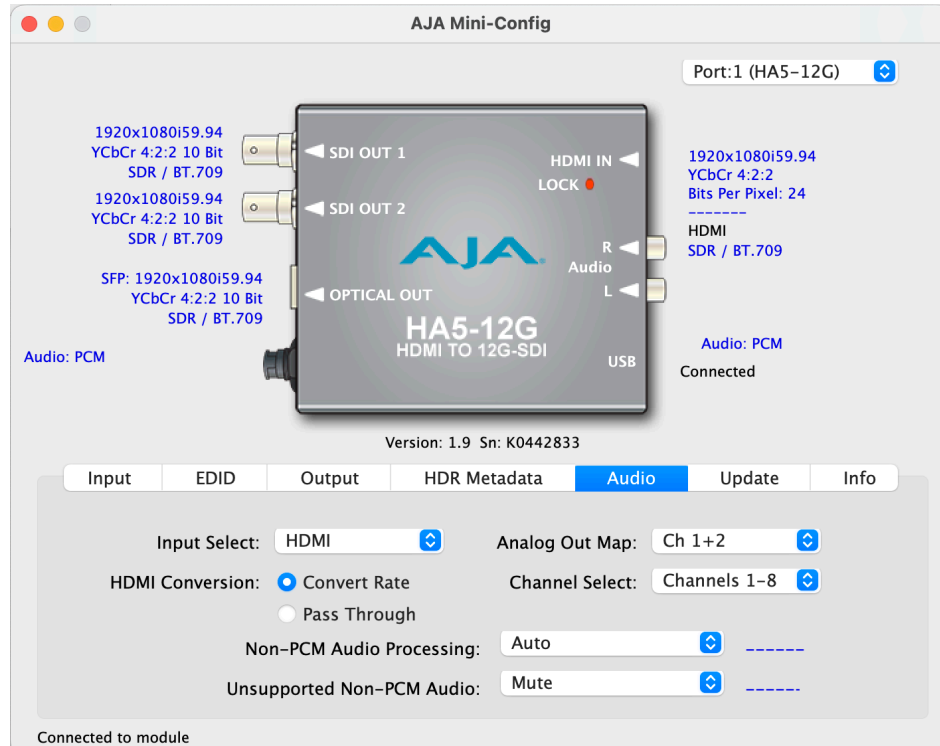 AJA Mini-Config
Port:1 (HA5-12G)
1920x1080i59.94
YCbCr 4:2:2 10 Bit
SDR / BT.709
1920x1080i59.94
YCbCr 4:2:2 10 Bit
SDR / BT.709
SFP: 1920x1080i59.94
YCbCr 4:2:2 10 Bit
SDR / BT.709
Audio: PCM
SDI OUT 1
SDI OUT 2
OPTICAL OUT
HDMI IN
LOCK
AJA
R
Audio
L
HA5-12G
HDMI TO 12G-SDI
USB
1920x1080i59.94
YCbCr 4:2:2
Bits Per Pixel: 24
-------
HDMI
SDR / BT.709
Audio: PCM
Connected
Version: 1.9 Sn: K0442833
Input EDID Output HDR Metadata Audio Update Info
Input Select: HDMI Analog Out Map: Ch 1+2
HDMI Conversion: Convert Rate Channel Select: Channels 1-8
Pass Through
Non-PCM Audio Processing: Auto ------
Unsupported Non-PCM Audio: Mute ------
Connected to module